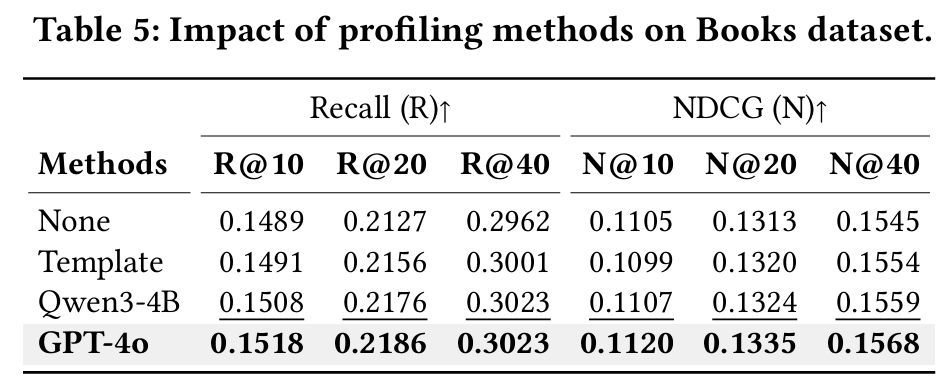 Table 5: Impact of profiling methods on Books dataset.
Recall (R)↑ NDCG (N)↑
Methods R@10 R@20 R@40 N@10 N@20 N@40
None 0.1489 0.2127 0.2962 0.1105 0.1313 0.1545
Template 0.1491 0.2156 0.3001 0.1099 0.1320 0.1554
Qwen3-4B 0.1508 0.2176 0.3023 0.1107 0.1324 0.1559
GPT-4o 0.1518 0.2186 0.3023 0.1120 0.1335 0.1568